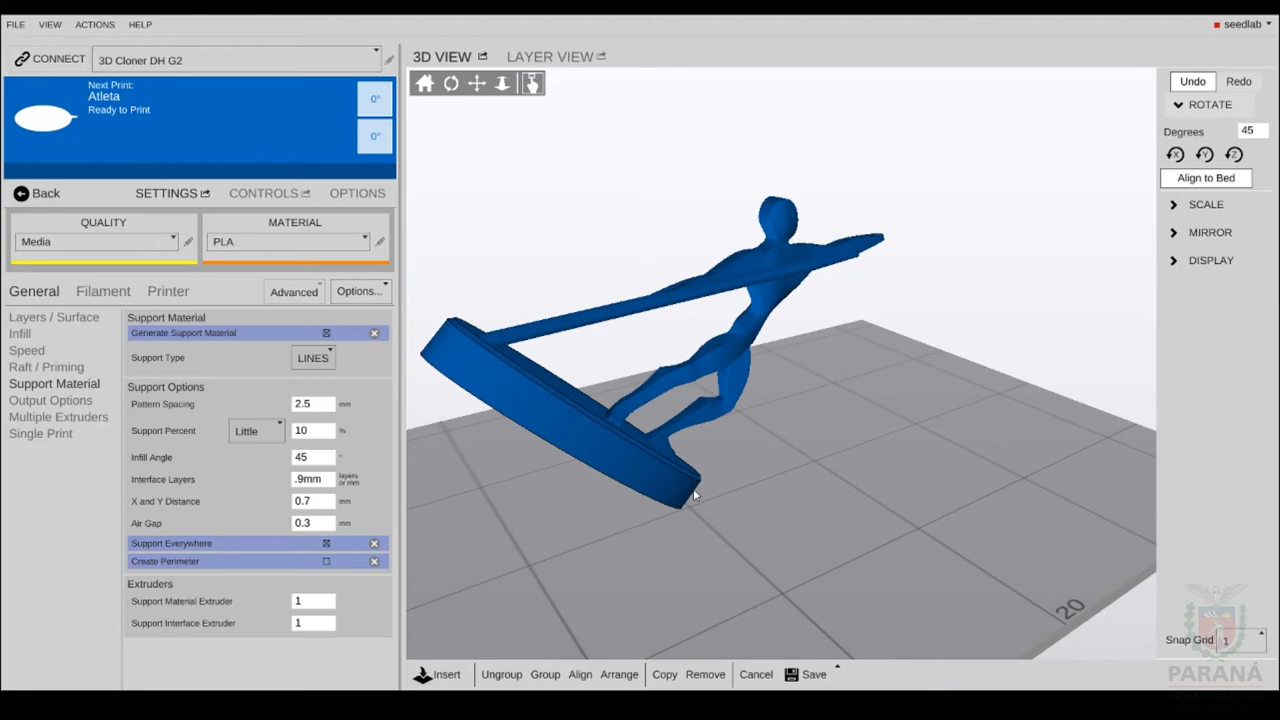 FILE VIEW ACTIONS HELP
seedlab
CONNECT
3D Cloner DH G2
Next Print:
Atleta
Ready to Print
0°
0°
Back
SETTINGS
CONTROLS
OPTIONS
QUALITY
Media
MATERIAL
PLA
General
Filament
Printer
Advanced
Options...
Layers / Surface
Infill
Speed
Raft / Priming
Support Material
Output Options
Multiple Extruders
Single Print
Support Material
Generate Support Material
Support Type LINES
Support Options
Pattern Spacing 2.5 mm
Support Percent Little 10 %
Infill Angle 45 °
Interface Layers .9mm layers
or mm
X and Y Distance 0.7 mm
Air Gap 0.3 mm
Support Everywhere
Create Perimeter
Extruders
Support Material Extruder 1
Support Interface Extruder 1
3D VIEW
LAYER VIEW
20
Insert Ungroup Group Align Arrange Copy Remove Cancel Save
Undo Redo
ROTATE
Degrees 45
X Y Z
Align to Bed
SCALE
MIRROR
DISPLAY
Snap Grid 1
PARANÁ